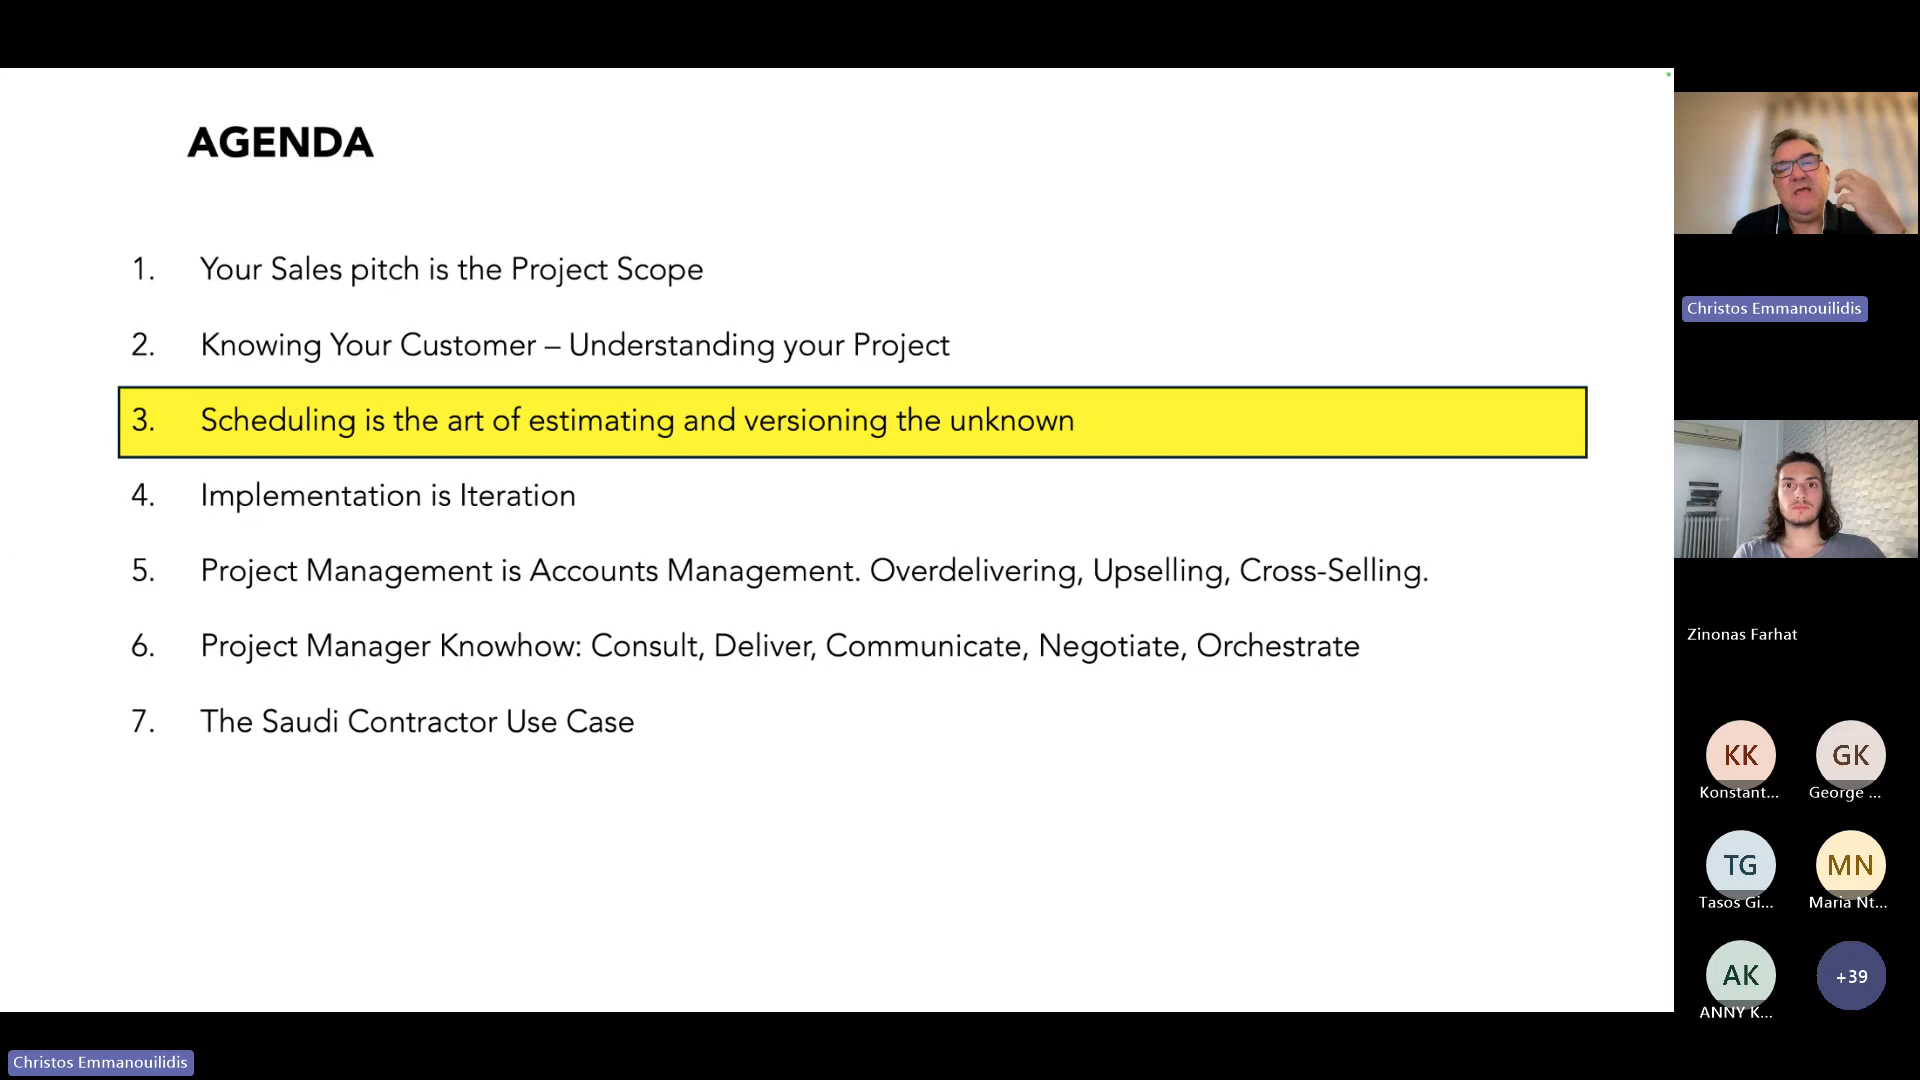 AGENDA
1. Your Sales pitch is the Project Scope
2. Knowing Your Customer – Understanding your Project
3. Scheduling is the art of estimating and versioning the unknown
4. Implementation is Iteration
5. Project Management is Accounts Management. Overdelivering, Upselling, Cross-Selling.
6. Project Manager Knowhow: Consult, Deliver, Communicate, Negotiate, Orchestrate
7. The Saudi Contractor Use Case
Christos Emmanouilidis
Zinonas Farhat
KK
Konstant...
GK
George ...
TG
Tasos Gi...
MN
Maria Nt...
AK
ANNY K...
+39
Christos Emmanouilidis